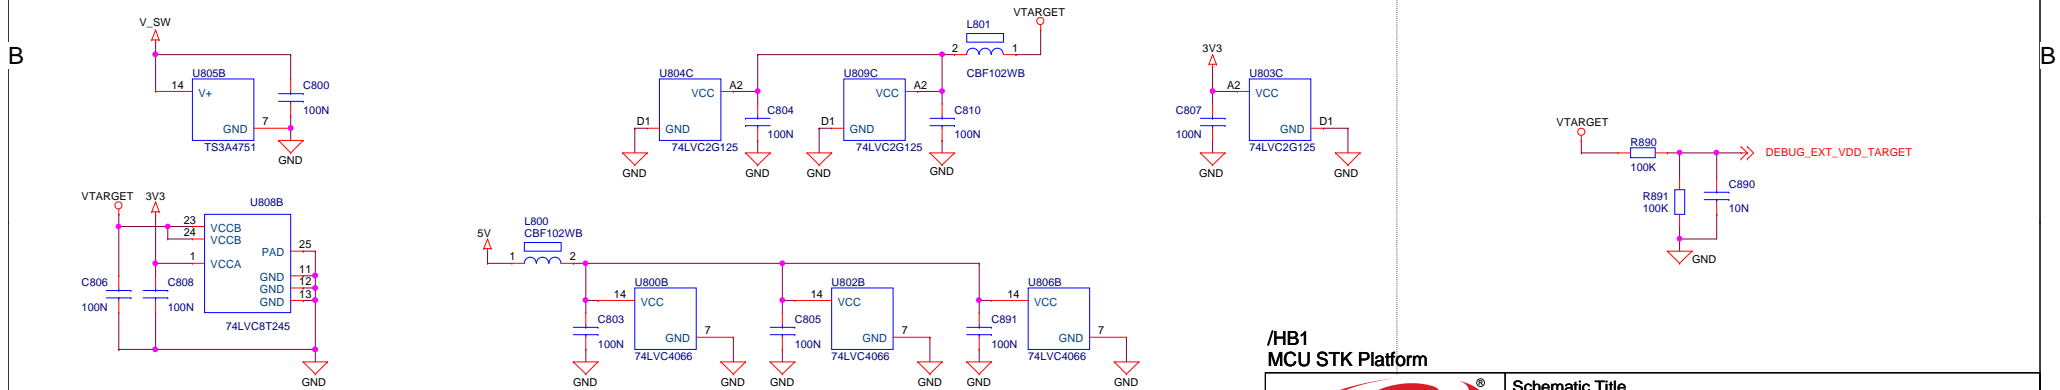 B
V_SW
U805B
14
V+
C800
100N
GND
7
TS3A4751
GND
VTARGET
L801
2
1
CBF102WB
U804C
VCC
A2
C804
100N
D1
GND
74LVC2G125
GND
GND
U809C
VCC
A2
C810
100N
D1
GND
74LVC2G125
GND
GND
3V3
U803C
A2
VCC
C807
100N
GND
D1
74LVC2G125
GND
GND
VTARGET
R890
100K
DEBUG_EXT_VDD_TARGET
R891
100K
C890
10N
GND
B
VTARGET
3V3
U808B
23
VCCB
24
VCCB
PAD
25
1
VCCA
GND
11
GND
12
GND
13
C806
100N
C808
100N
74LVC8T245
GND
5V
L800
CBF102WB
1
2
U800B
14
VCC
C803
100N
GND
7
74LVC4066
GND
GND
U802B
14
VCC
C805
100N
GND
7
74LVC4066
GND
GND
U806B
14
VCC
C891
100N
GND
7
74LVC4066
GND
GND
/HB1
MCU STK Platform
®
Schematic Title